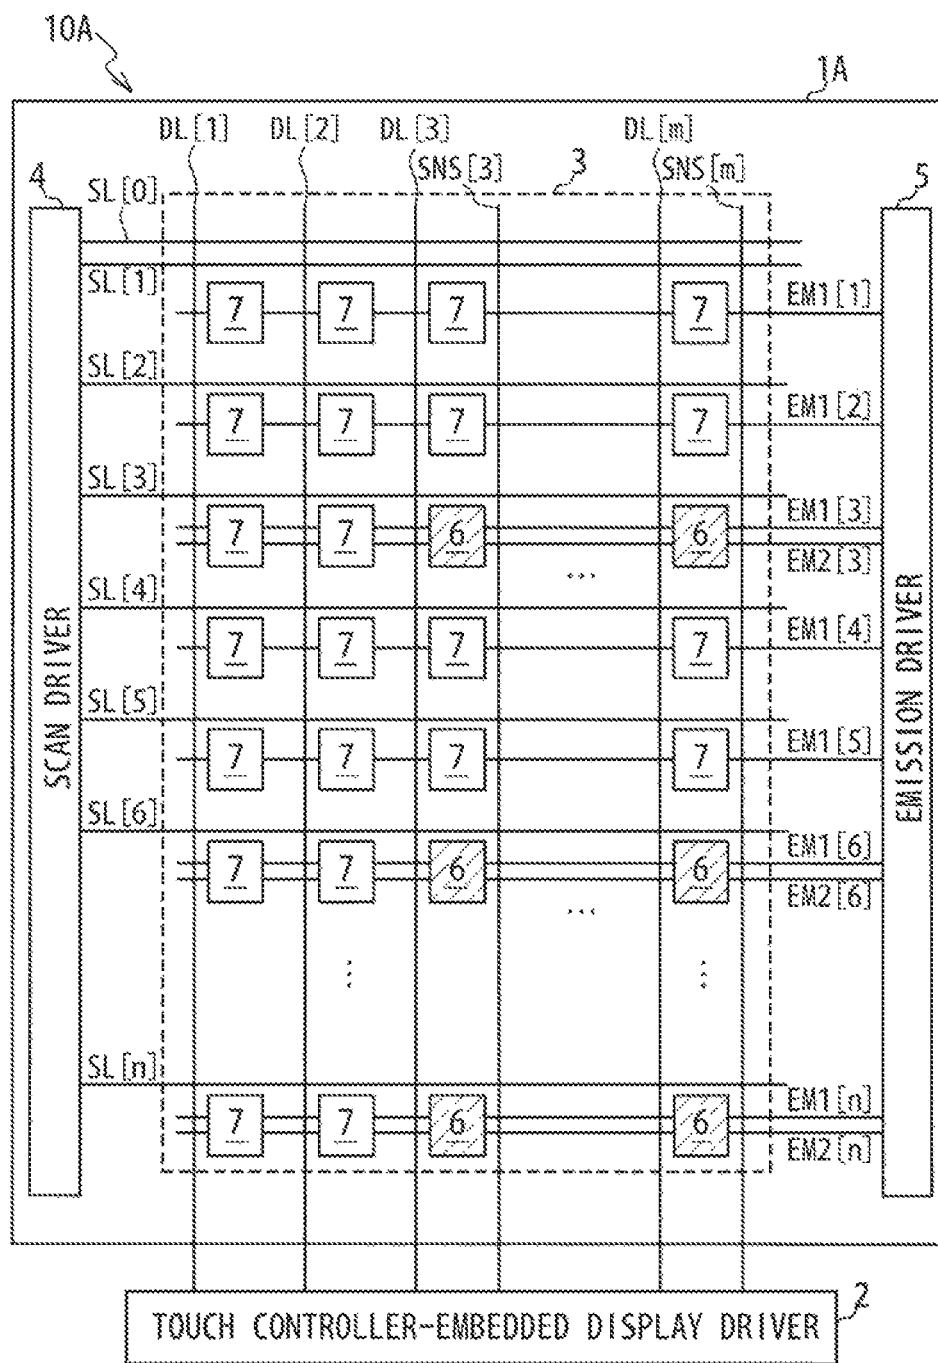 10A
1A
DL[1] DL[2] DL[3] DL[m]
SNS[3] 3 SNS[m]
4 5
SL[0]
SL[1]
7 7 7 7 EM1[1]
SL[2]
7 7 7 7 EM1[2]
SL[3]
7 7 6 6 EM1[3]
... EM2[3]
SL[4]
7 7 7 7 EM1[4]
SL[5]
7 7 7 7 EM1[5]
SL[6]
7 7 6 6 EM1[6]
... EM2[6]
SCAN DRIVER
EMISSION DRIVER
SL[n]
7 7 6 6 EM1[n]
EM2[n]
2
TOUCH CONTROLLER-EMBEDDED DISPLAY DRIVER